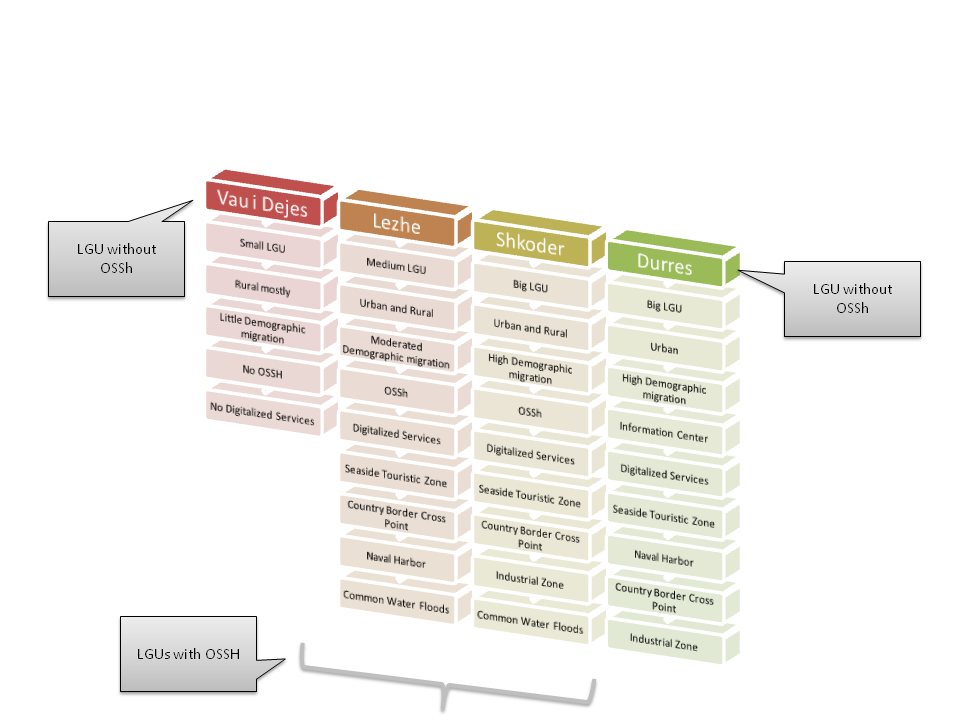 LGU without
OSSh
Vau i Dejes
Small LGU
Rural mostly
Little Demographic
migration
No OSSH
No Digitalized Services
Lezhe
Medium LGU
Urban and Rural
Moderated
Demographic migration
OSSh
Digitalized Services
Seaside Touristic Zone
Country Border Cross
Point
Naval Harbor
Common Water Floods
Shkoder
Big LGU
Urban and Rural
High Demographic
migration
OSSh
Digitalized Services
Seaside Touristic Zone
Country Border Cross
Point
Industrial Zone
Common Water Floods
Durres
Big LGU
Urban
High Demographic
migration
Information Center
Digitalized Services
Seaside Touristic Zone
Naval Harbor
Country Border Cross
Point
Industrial Zone
LGU without
OSSh
LGUs with OSSH